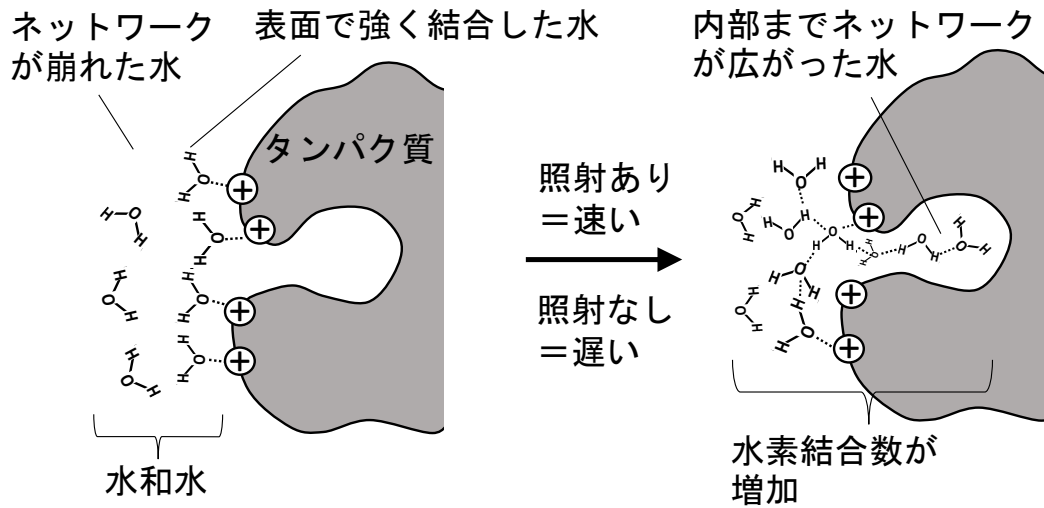 ネットワーク
が崩れた水
表面で強く結合した水
内部までネットワーク
が広がった水
タンパク質
照射あり
＝速い
照射なし
＝遅い
水和水
水素結合数が
増加
H
H
O
+
H
H
O
+
H
O
H
H
H
O
+
H
O
H
H
H
O
+
H
O
H
H
H
O
+
H
O
H
+
H
O
H
H
O
H
H
O
H
H
O
H
H
O
H
H
O
H
+
H
O
H
H
O
H
+